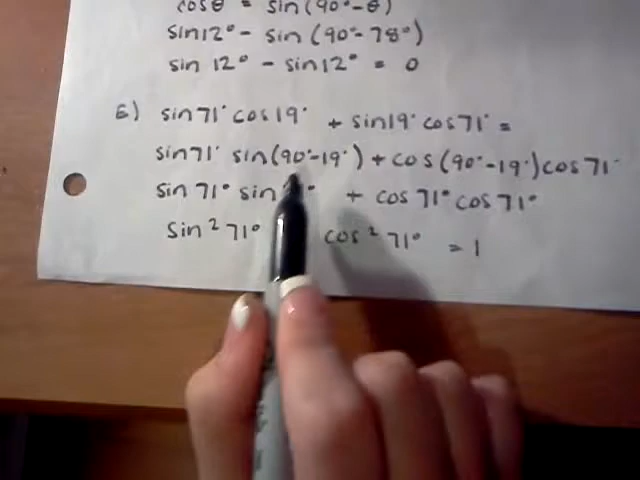 cosθ = sin(90°-θ)
sin12° - sin (90°-78°)
sin 12° - sin12° = 0
E) sin71° cos19° + sin19° cos71° =
sin71° sin(90°-19°) + cos(90°-19°)cos71°
sin 71° sin ° + cos 71° cos 71°
sin² 71° cos² 71° = 1